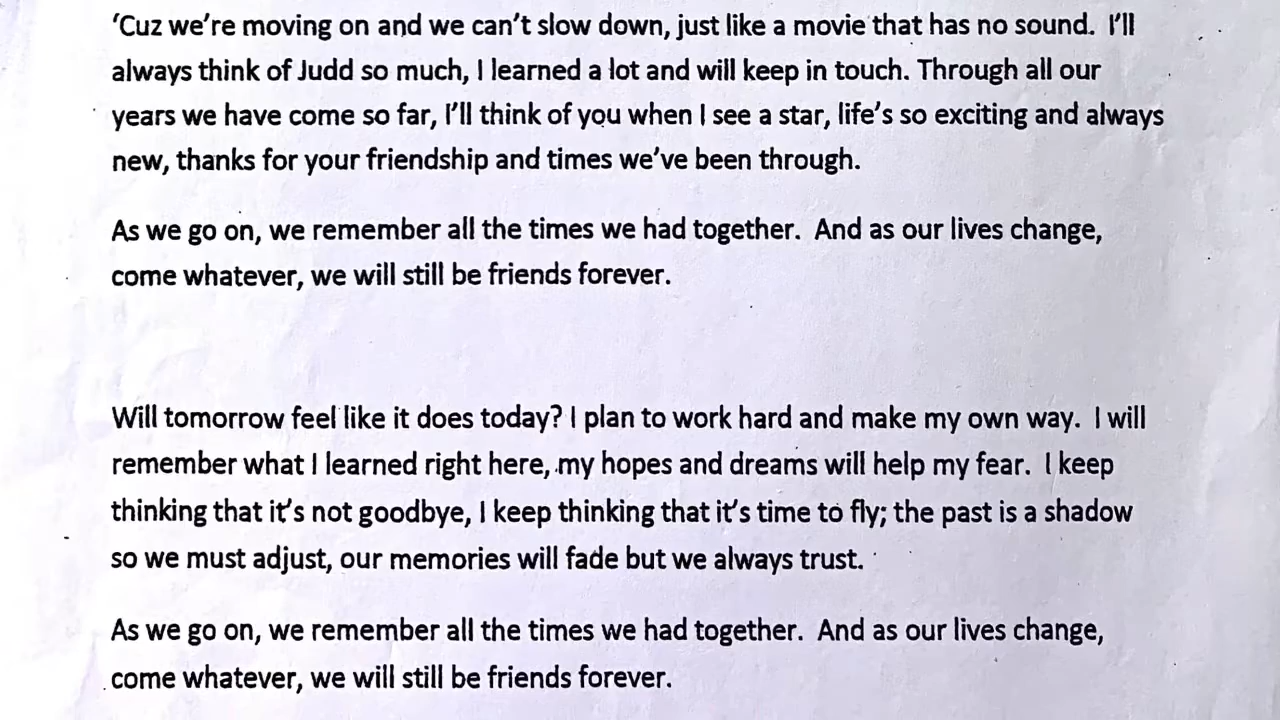 ‘Cuz we’re moving on and we can’t slow down, just like a movie that has no sound.  I’ll
always think of Judd so much, I learned a lot and will keep in touch. Through all our
years we have come so far, I’ll think of you when I see a star, life’s so exciting and always
new, thanks for your friendship and times we’ve been through.
As we go on, we remember all the times we had together.  And as our lives change,
come whatever, we will still be friends forever.
Will tomorrow feel like it does today? I plan to work hard and make my own way.  I will
remember what I learned right here, my hopes and dreams will help my fear.  I keep
thinking that it’s not goodbye, I keep thinking that it’s time to fly; the past is a shadow
so we must adjust, our memories will fade but we always trust.
As we go on, we remember all the times we had together.  And as our lives change,
come whatever, we will still be friends forever.